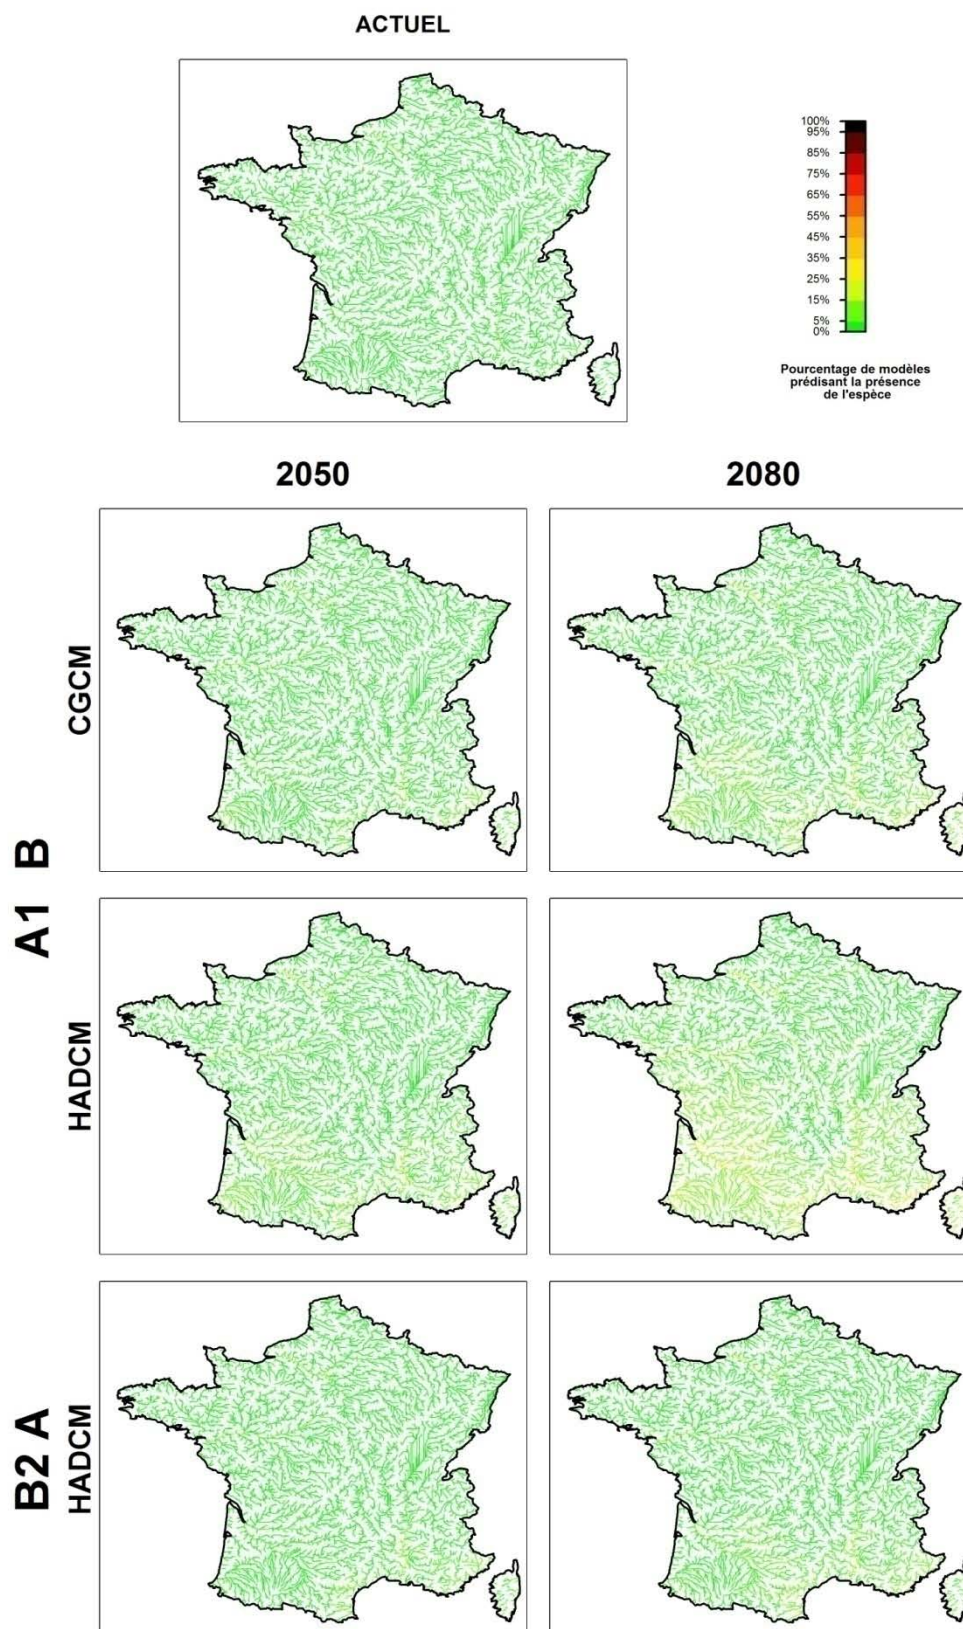 ACTUEL
100%
95%
85%
75%
65%
55%
45%
35%
25%
15%
5%
0%
Pourcentage de modèles
prédisant la présence
de l'espèce
2050
2080
CGCM
A1 B
HADCM
B2 A
HADCM